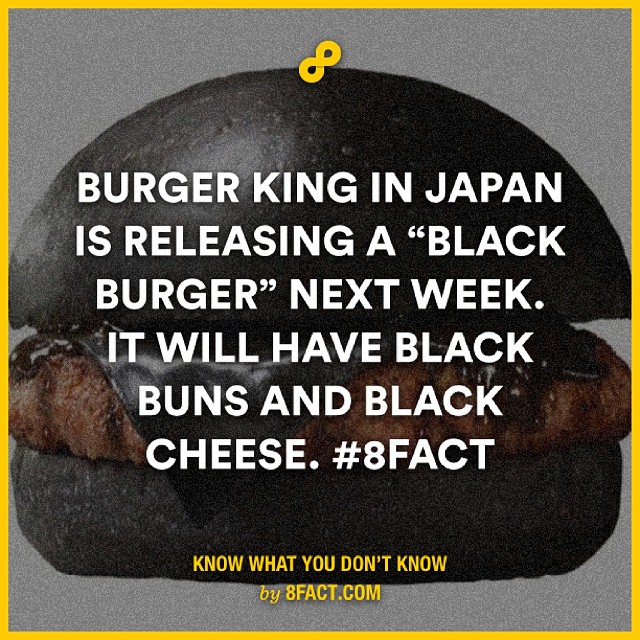 BURGER KING IN JAPAN
IS RELEASING A “BLACK
BURGER” NEXT WEEK.
IT WILL HAVE BLACK
BUNS AND BLACK
CHEESE. #8FACT
KNOW WHAT YOU DON'T KNOW
by 8FACT.COM